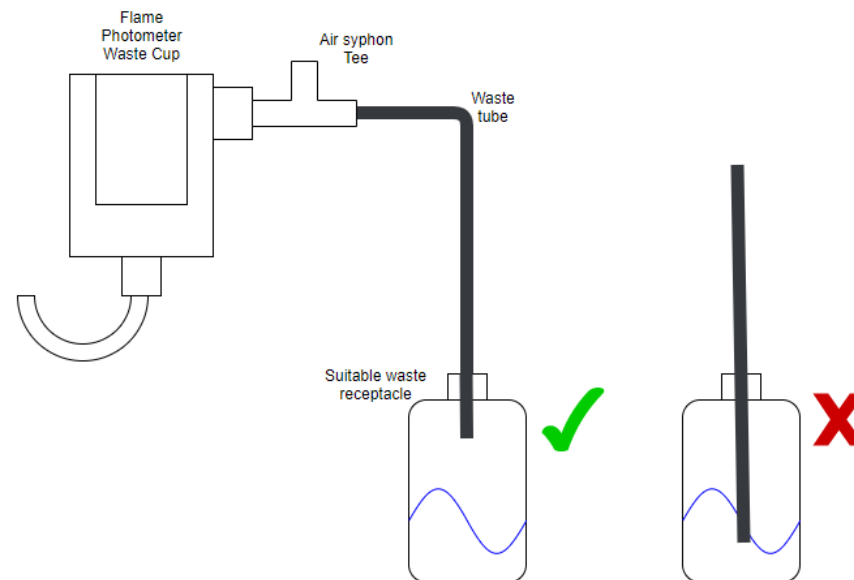 Flame
Photometer
Waste Cup
Air syphon
Tee
Waste
tube
Suitable waste
receptacle